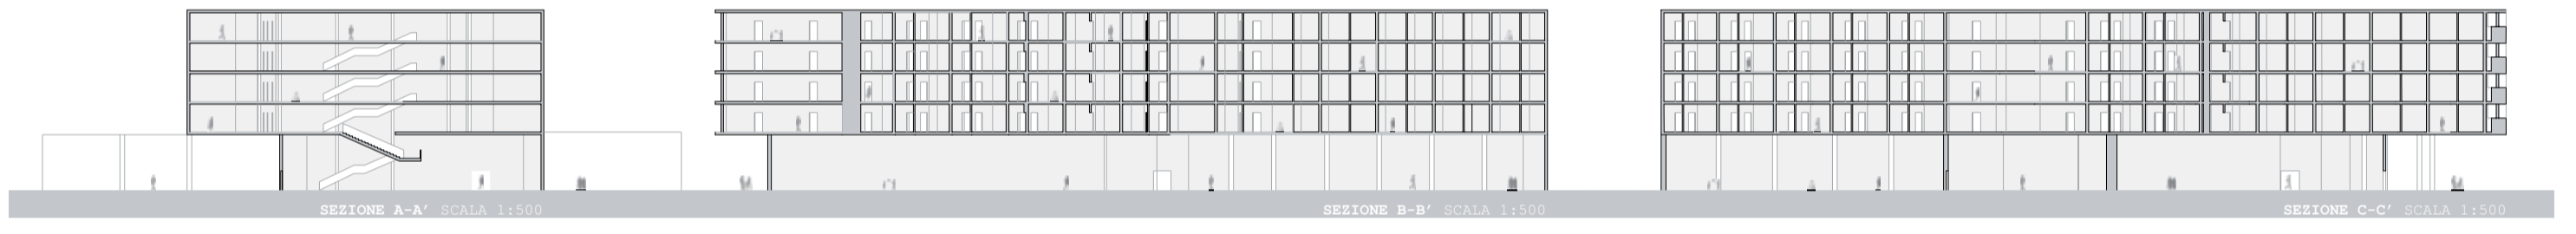 SEZIONE A-A’ SCALA 1:500
SEZIONE B-B’ SCALA 1:500
SEZIONE C-C’ SCALA 1:500